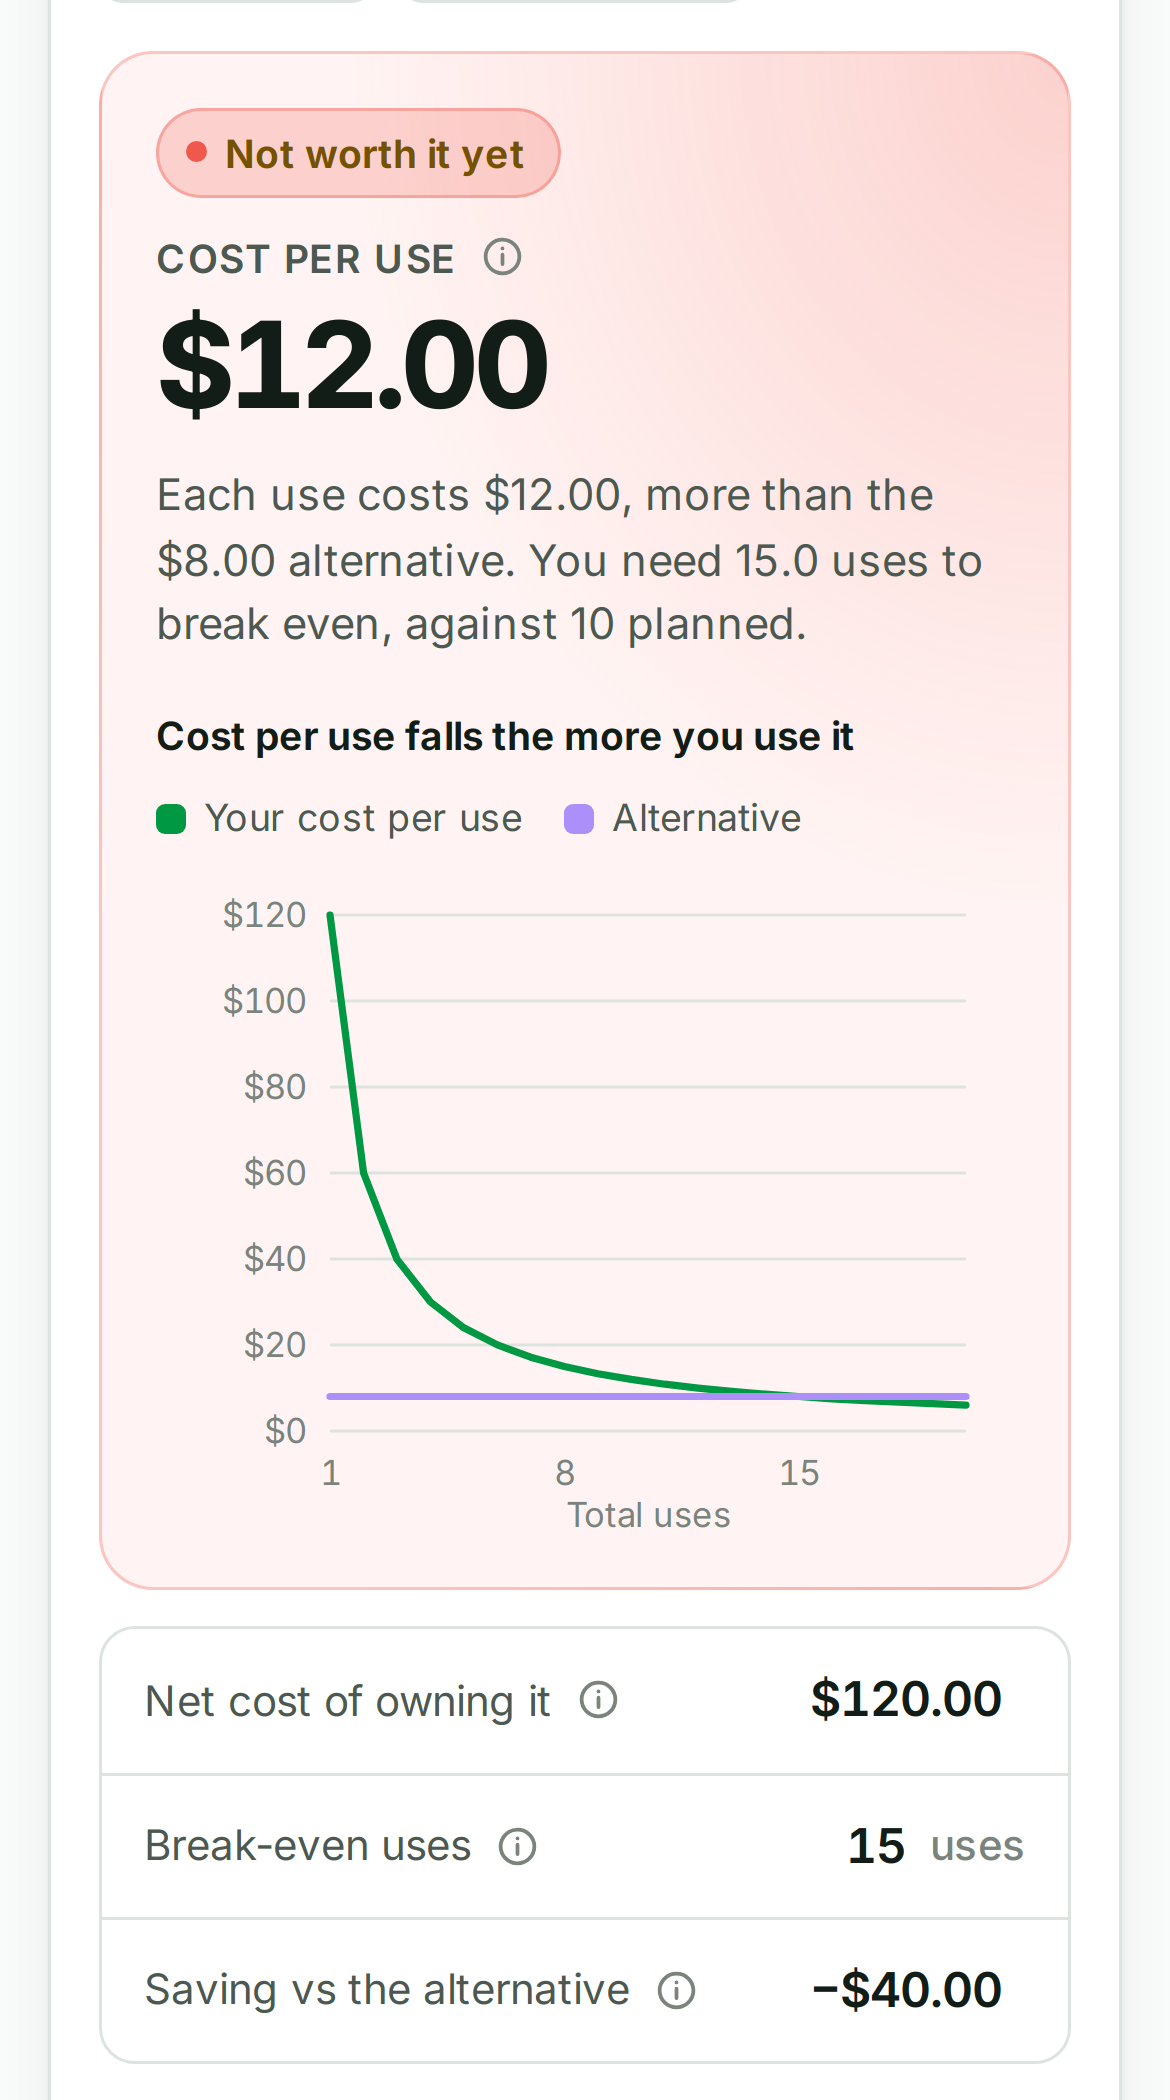 Not worth it yet
COST PER USE
$12.00
Each use costs $12.00, more than the
$8.00 alternative. You need 15.0 uses to
break even, against 10 planned.
Cost per use falls the more you use it
Your cost per use Alternative
$120
$100
$80
$60
$40
$20
$0
1 8 15
Total uses
Net cost of owning it $120.00
Break-even uses 15 uses
Saving vs the alternative −$40.00